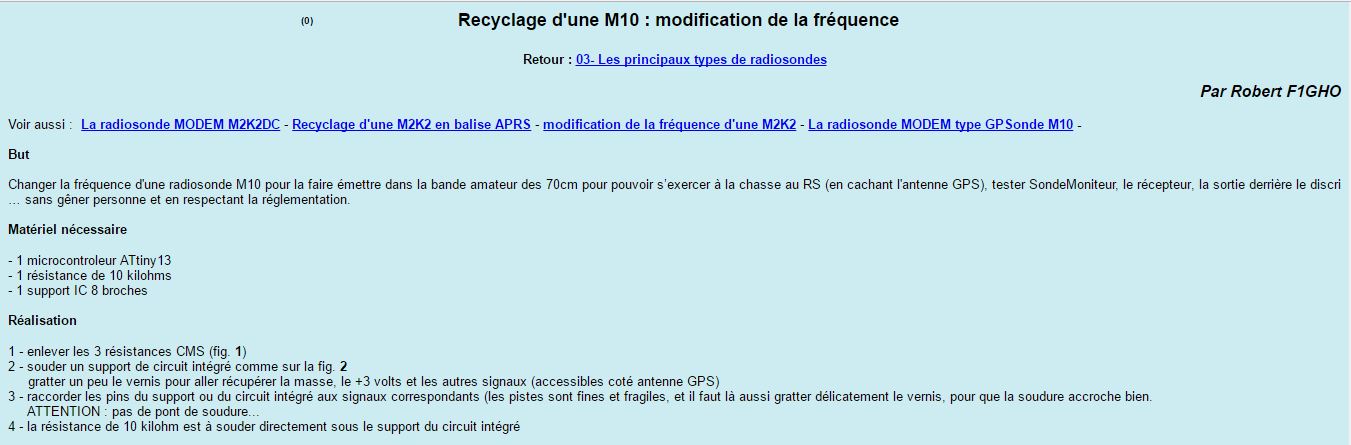 (0)
Recyclage d'une M10 : modification de la fréquence
Retour : 03- Les principaux types de radiosondes
Par Robert F1GHO
Voir aussi : La radiosonde MODEM M2K2DC - Recyclage d'une M2K2 en balise APRS - modification de la fréquence d'une M2K2 - La radiosonde MODEM type GPSonde M10 -
But
Changer la fréquence d'une radiosonde M10 pour la faire émettre dans la bande amateur des 70cm pour pouvoir s'exercer à la chasse au RS (en cachant l'antenne GPS), tester SondeMoniteur, le récepteur, la sortie derrière le discri
… sans gêner personne et en respectant la réglementation.
Matériel nécessaire
- 1 microcontroleur ATtiny13
- 1 résistance de 10 kilohms
- 1 support IC 8 broches
Réalisation
1 - enlever les 3 résistances CMS (fig. 1)
2 - souder un support de circuit intégré comme sur la fig. 2
gratter un peu le vernis pour aller récupérer la masse, le +3 volts et les autres signaux (accessibles coté antenne GPS)
3 - raccorder les pins du support ou du circuit intégré aux signaux correspondants (les pistes sont fines et fragiles, et il faut là aussi gratter délicatement le vernis, pour que la soudure accroche bien.
ATTENTION : pas de pont de soudure...
4 - la résistance de 10 kilohm est à souder directement sous le support du circuit intégré